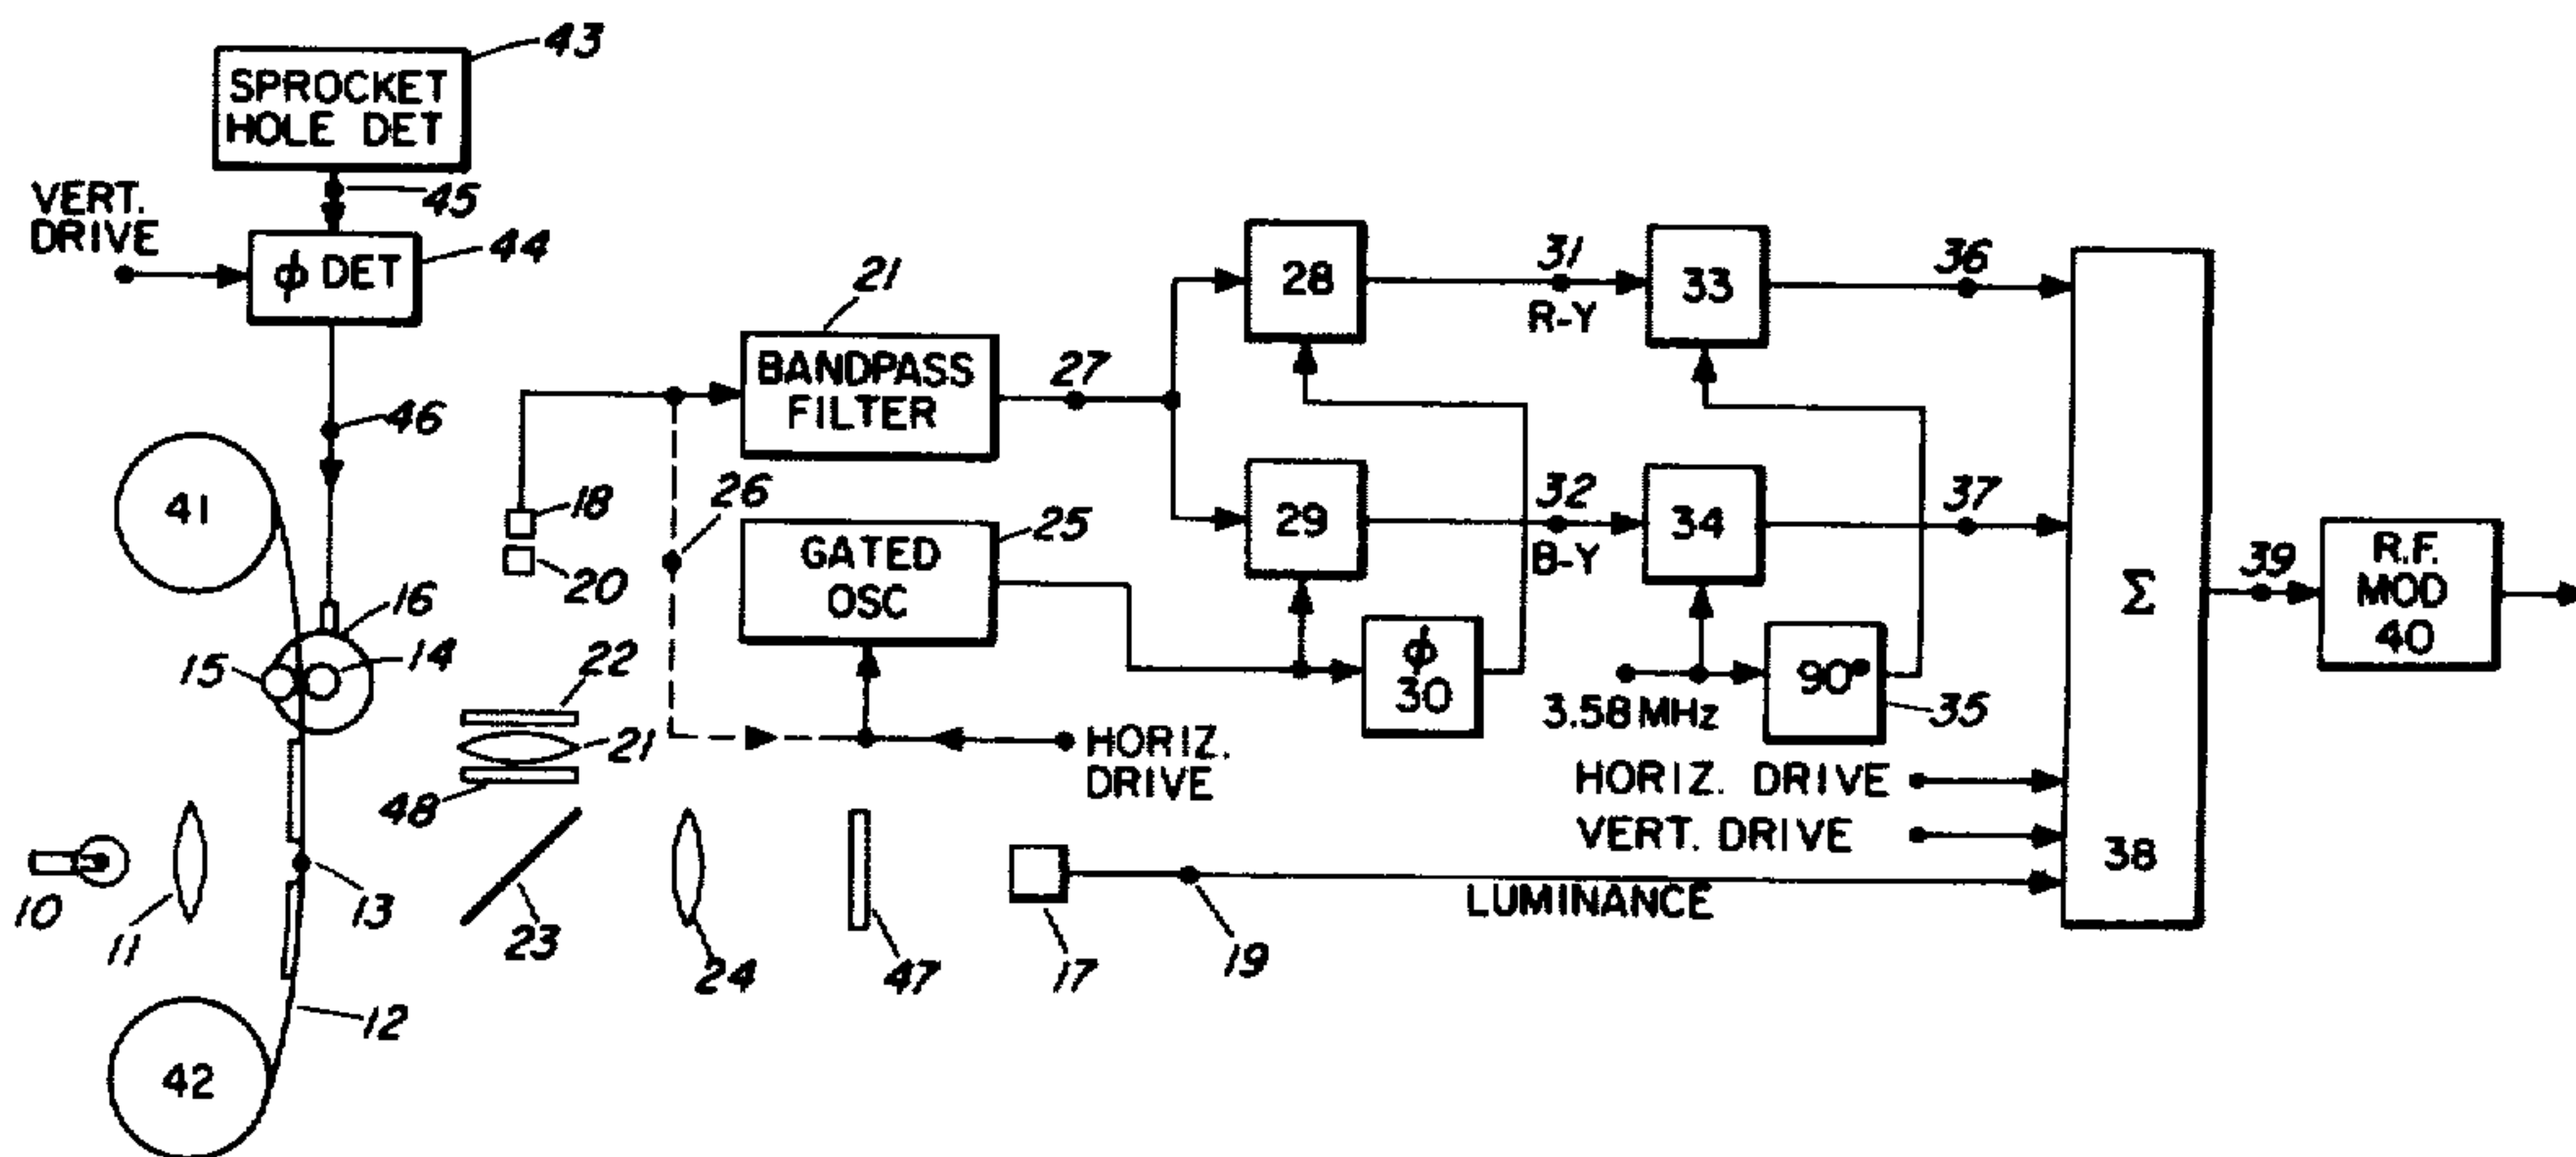 43
SPROCKET
HOLE DET
VERT.
DRIVE
45
44
φ DET
46
41
16
15
14
42
12
10
11
13
18
20
22
21
48
23
24
47
17
19
21
BANDPASS
FILTER
27
26
25
GATED
OSC
HORIZ.
DRIVE
28
29
φ
30
31
R-Y
32
B-Y
33
34
3.58 MHz
90°
35
36
37
HORIZ. DRIVE
VERT. DRIVE
LUMINANCE
Σ
38
39
R.F.
MOD
40